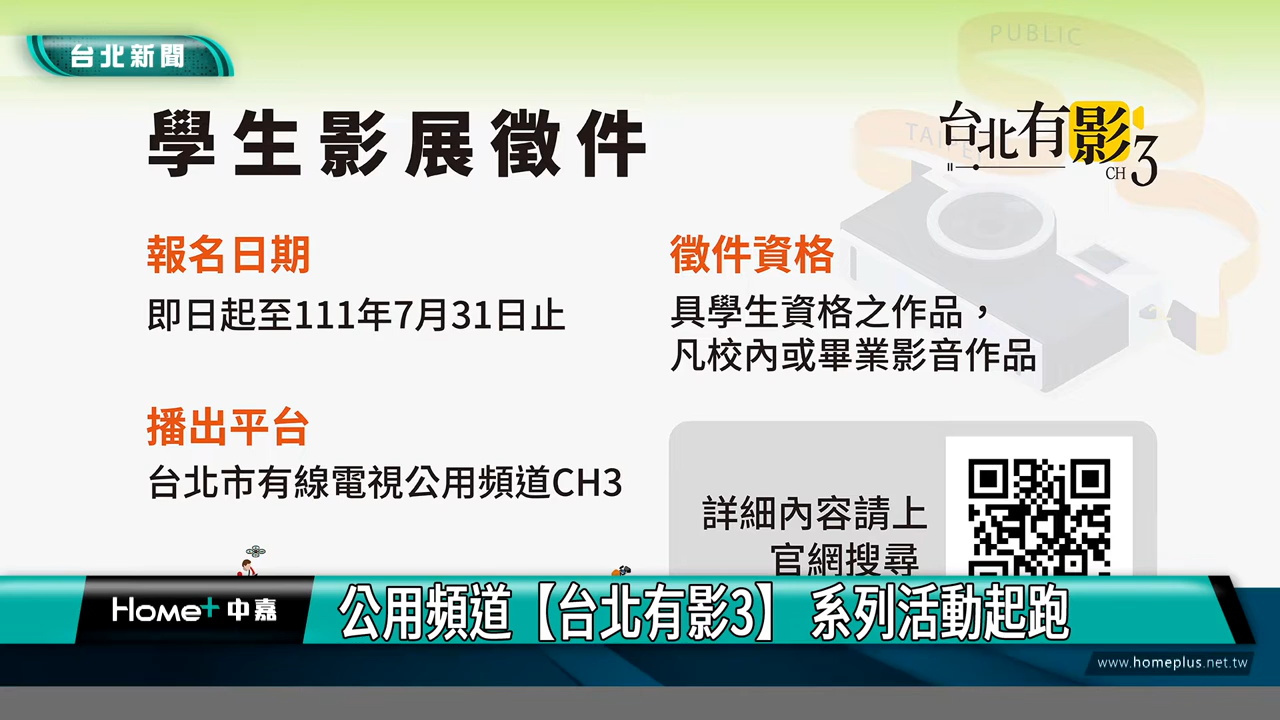 台北新聞
PUBLIC
TAIPEI
學生影展徵件
台北有影
CH 3
報名日期
即日起至111年7月31日止
徵件資格
具學生資格之作品，
凡校內或畢業影音作品
播出平台
台北市有線電視公用頻道CH3
詳細內容請上
官網搜尋
Home+ 中嘉
公用頻道【台北有影3】 系列活動起跑
www.homeplus.net.tw